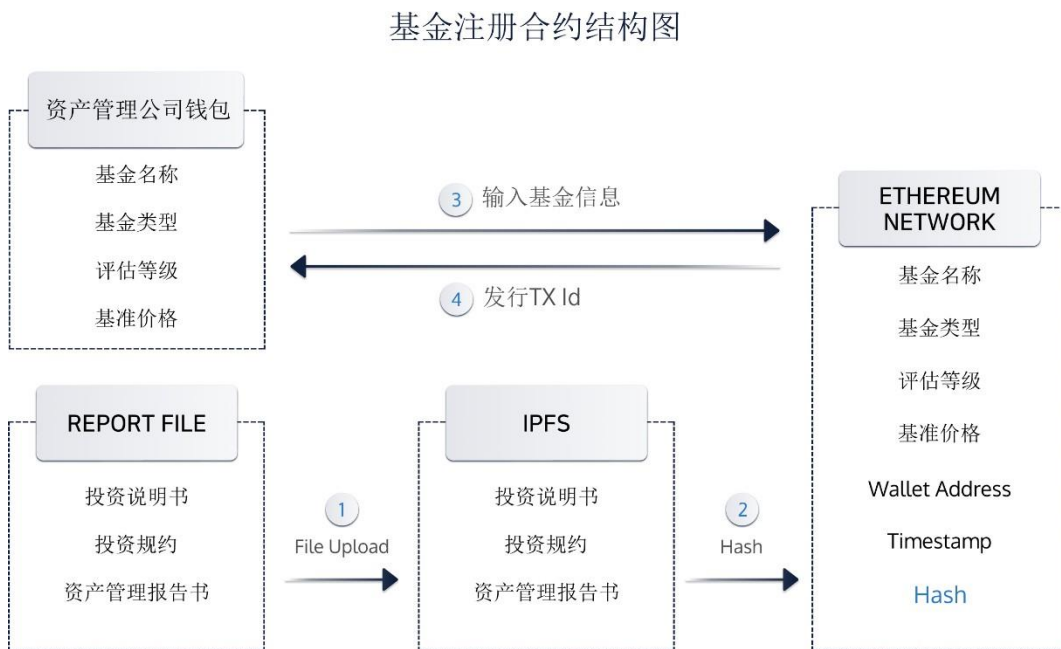 基金注册合约结构图
资产管理公司钱包
基金名称
基金类型
评估等级
基准价格
3 输入基金信息
4 发行TX Id
ETHEREUM
NETWORK
基金名称
基金类型
评估等级
基准价格
Wallet Address
Timestamp
Hash
REPORT FILE
投资说明书
投资规约
资产管理报告书
1
File Upload
IPFS
投资说明书
投资规约
资产管理报告书
2
Hash